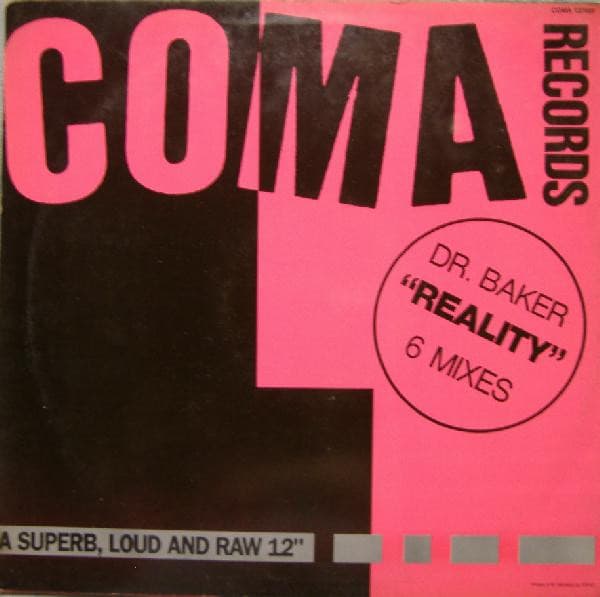 COMA
RECORDS
DR. BAKER
"REALITY"
6 MIXES
A SUPERB, LOUD AND RAW 12"